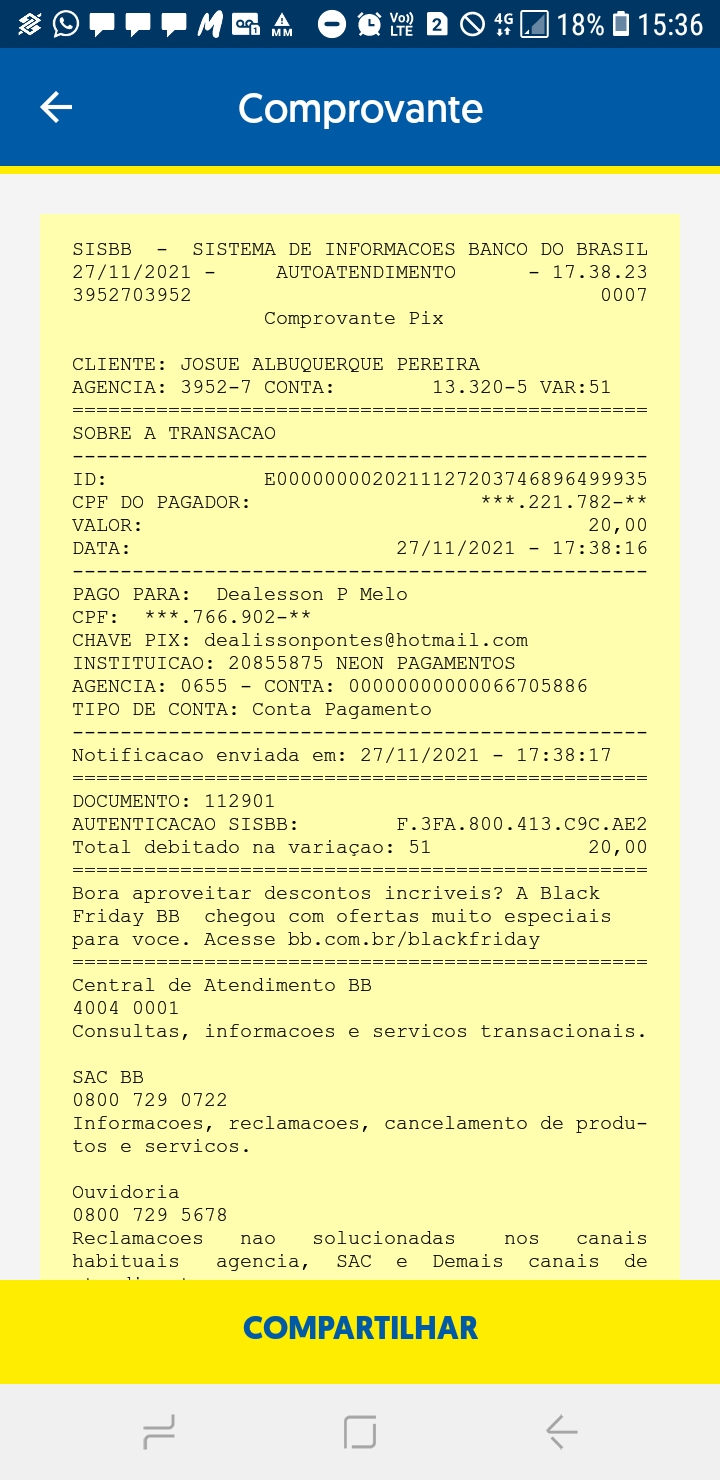 MM Vo) LTE 2 4G 18% 15:36
Comprovante
SISBB - SISTEMA DE INFORMACOES BANCO DO BRASIL
27/11/2021 - AUTOATENDIMENTO - 17.38.23
3952703952 0007
Comprovante Pix
CLIENTE: JOSUE ALBUQUERQUE PEREIRA
AGENCIA: 3952-7 CONTA: 13.320-5 VAR:51
================================================
SOBRE A TRANSACAO
------------------------------------------------
ID: E0000000020211127203746896499935
CPF DO PAGADOR: ***.221.782-**
VALOR: 20,00
DATA: 27/11/2021 - 17:38:16
------------------------------------------------
PAGO PARA: Dealesson P Melo
CPF: ***.766.902-**
CHAVE PIX: dealissonpontes@hotmail.com
INSTITUICAO: 20855875 NEON PAGAMENTOS
AGENCIA: 0655 - CONTA: 00000000000066705886
TIPO DE CONTA: Conta Pagamento
------------------------------------------------
Notificacao enviada em: 27/11/2021 - 17:38:17
================================================
DOCUMENTO: 112901
AUTENTICACAO SISBB: F.3FA.800.413.C9C.AE2
Total debitado na variaçao: 51 20,00
================================================
Bora aproveitar descontos incriveis? A Black
Friday BB chegou com ofertas muito especiais
para voce. Acesse bb.com.br/blackfriday
================================================
Central de Atendimento BB
4004 0001
Consultas, informacoes e servicos transacionais.
SAC BB
0800 729 0722
Informacoes, reclamacoes, cancelamento de produ-
tos e servicos.
Ouvidoria
0800 729 5678
Reclamacoes nao solucionadas nos canais
habituais agencia, SAC e Demais canais de
COMPARTILHAR